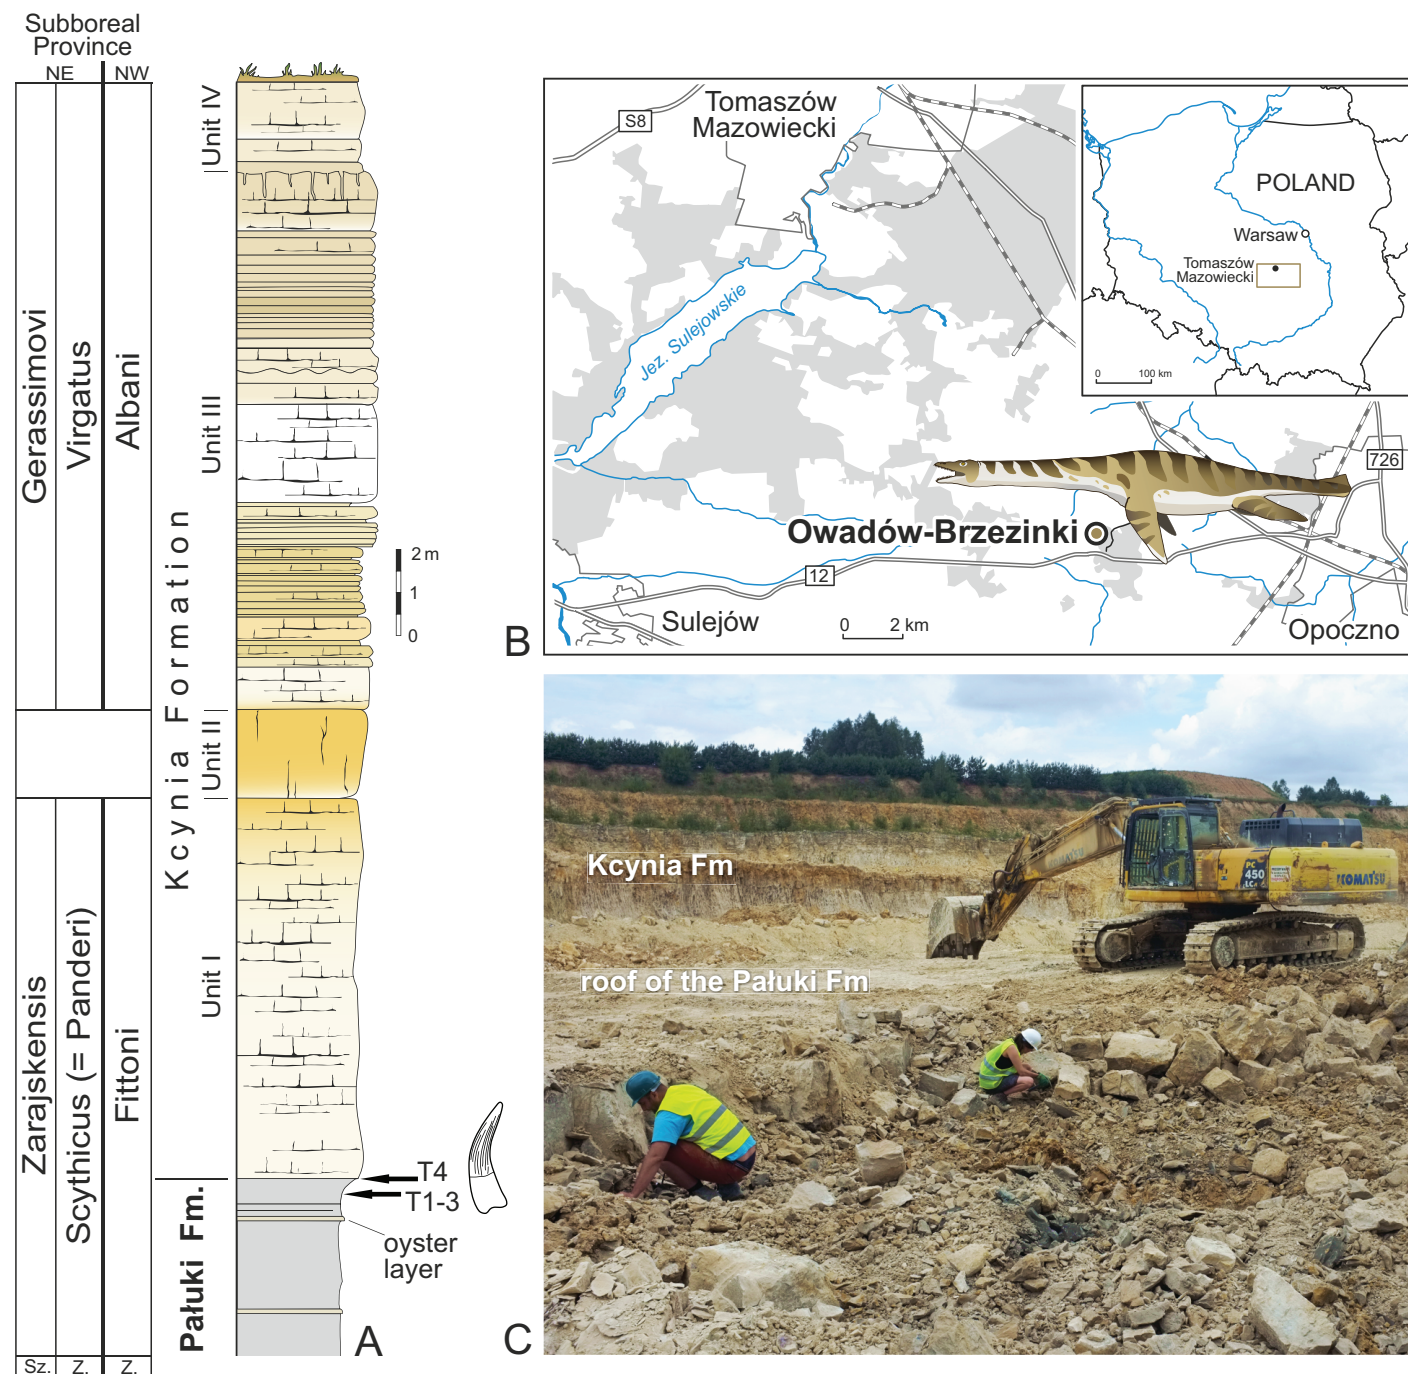 Subboreal
Province
NE
NW
Gerassimovi
Virgatus
Albani
Zarajskensis
Scythicus (= Panderi)
Fittoni
Sz.
Z.
Z.
Kcynia Formation
Pałuki Fm.
Unit IV
Unit III
Unit II
Unit I
2 m
1
0
T4
T1-3
oyster
layer
A
B
S8
Tomaszów
Mazowiecki
Jez. Sulejowskie
POLAND
Warsaw
Tomaszów
Mazowiecki
0
100 km
726
Owadów-Brzezinki
12
Sulejów
0
2 km
Opoczno
C
Kcynia Fm
roof of the Pałuki Fm
PC
450
LC
KOMATSU